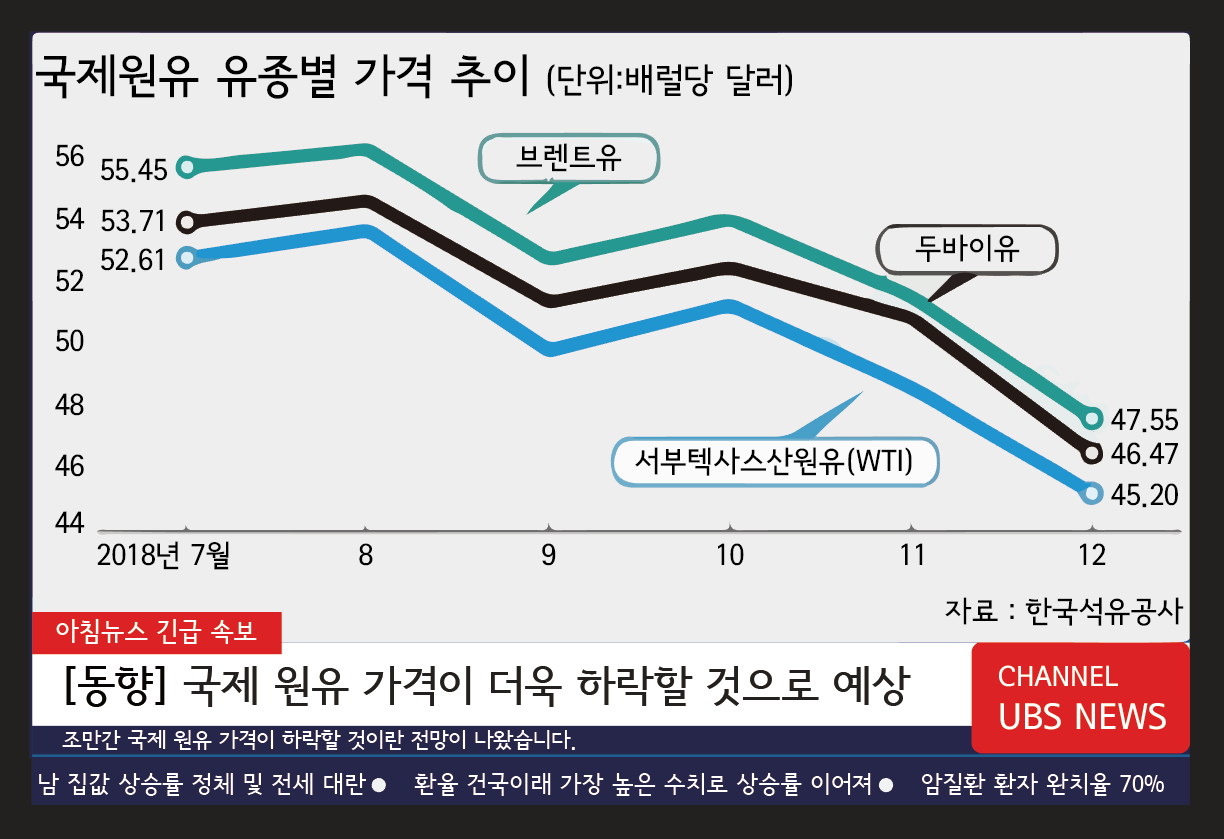 국제원유 유종별 가격 추이 (단위:배럴당 달러)
56
54
52
50
48
46
44
55.45
53.71
52.61
브렌트유
두바이유
서부텍사스산원유(WTI)
47.55
46.47
45.20
2018년 7월 8 9 10 11 12
자료 : 한국석유공사
아침뉴스 긴급 속보
[동향] 국제 원유 가격이 더욱 하락할 것으로 예상
CHANNEL
UBS NEWS
조만간 국제 원유 가격이 하락할 것이란 전망이 나왔습니다.
남 집값 상승률 정체 및 전세 대란● 환율 건국이래 가장 높은 수치로 상승률 이어져● 암질환 환자 완치율 70%